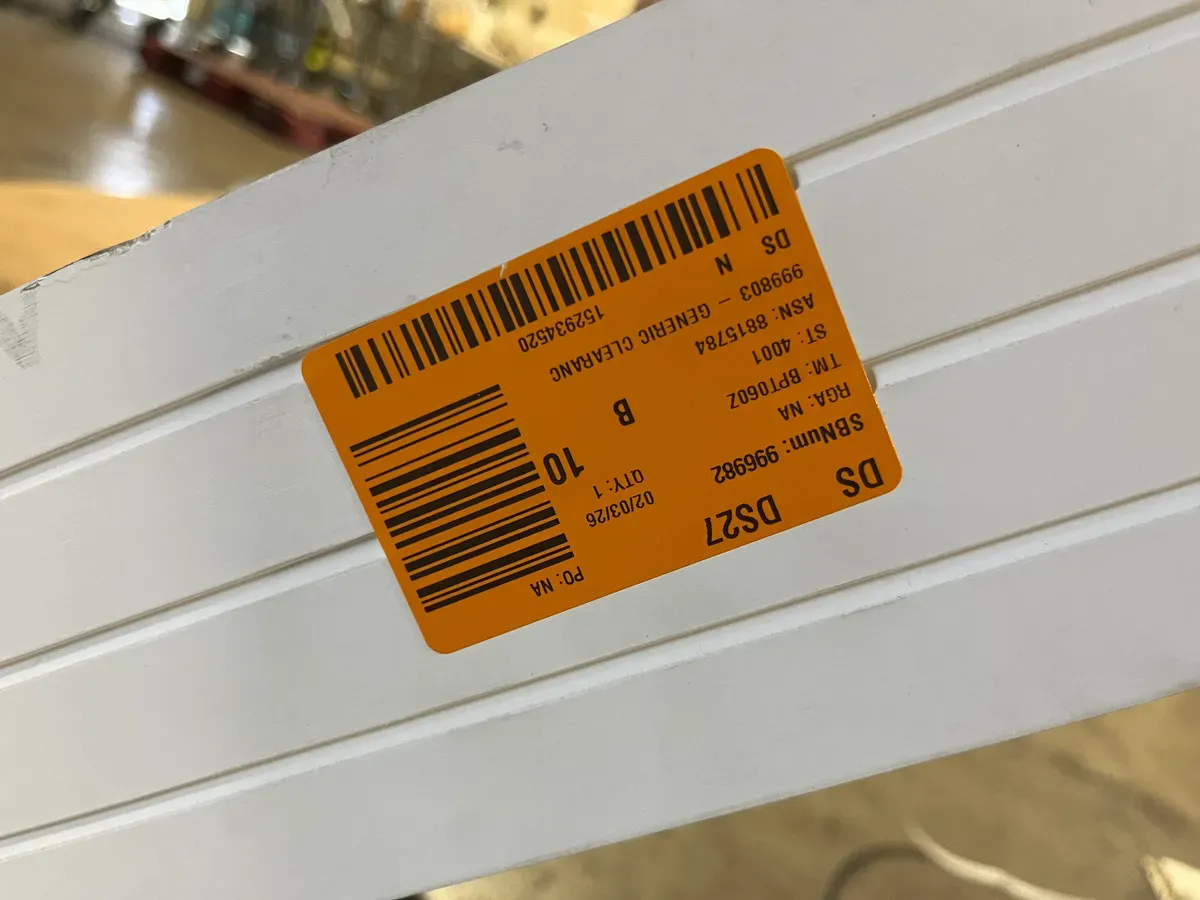 DS DS27 PO: NA
SBNum: 996982 02/03/26
RGA: NA QTY: 1
TM: BPT060Z 10
ST: 4001 B
ASN: 8815784
999803 - GENERIC CLEARANC
DS N 152934520